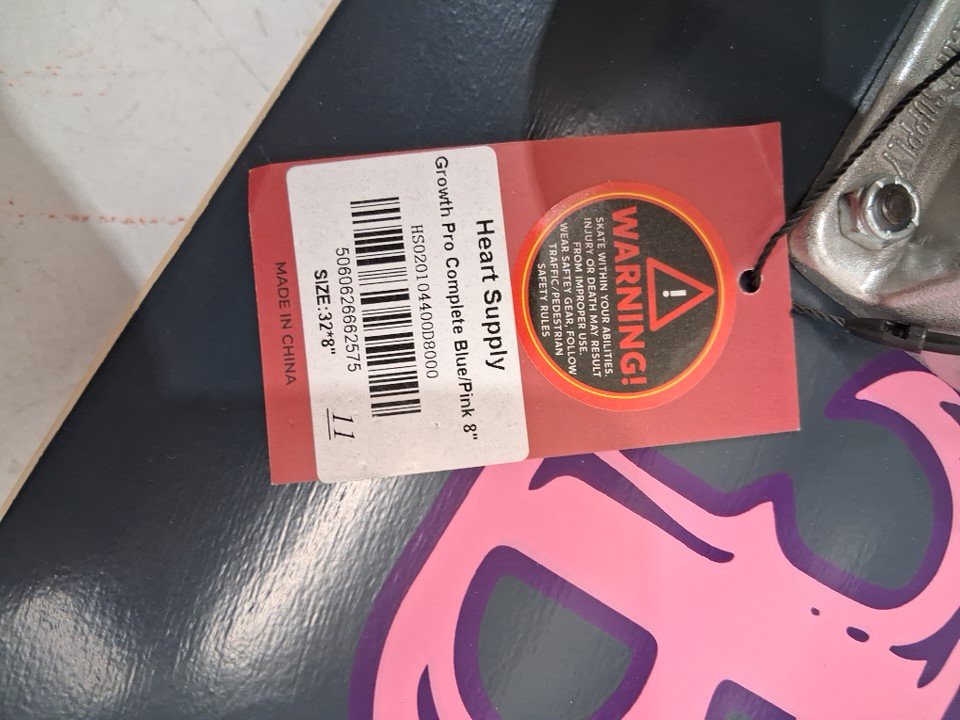 WARNING!
SKATE WITHIN YOUR ABILITIES.
INJURY OR DEATH MAY RESULT
FROM IMPROPER USE.
WEAR SAFTEY GEAR, FOLLOW
TRAFFIC/PEDESTRIAN
SAFETY RULES
Heart Supply
Growth Pro Complete Blue/Pink 8"
HS020104400D8000
5060626662575
SIZE:32*8"
11
MADE IN CHINA
SUPPLY